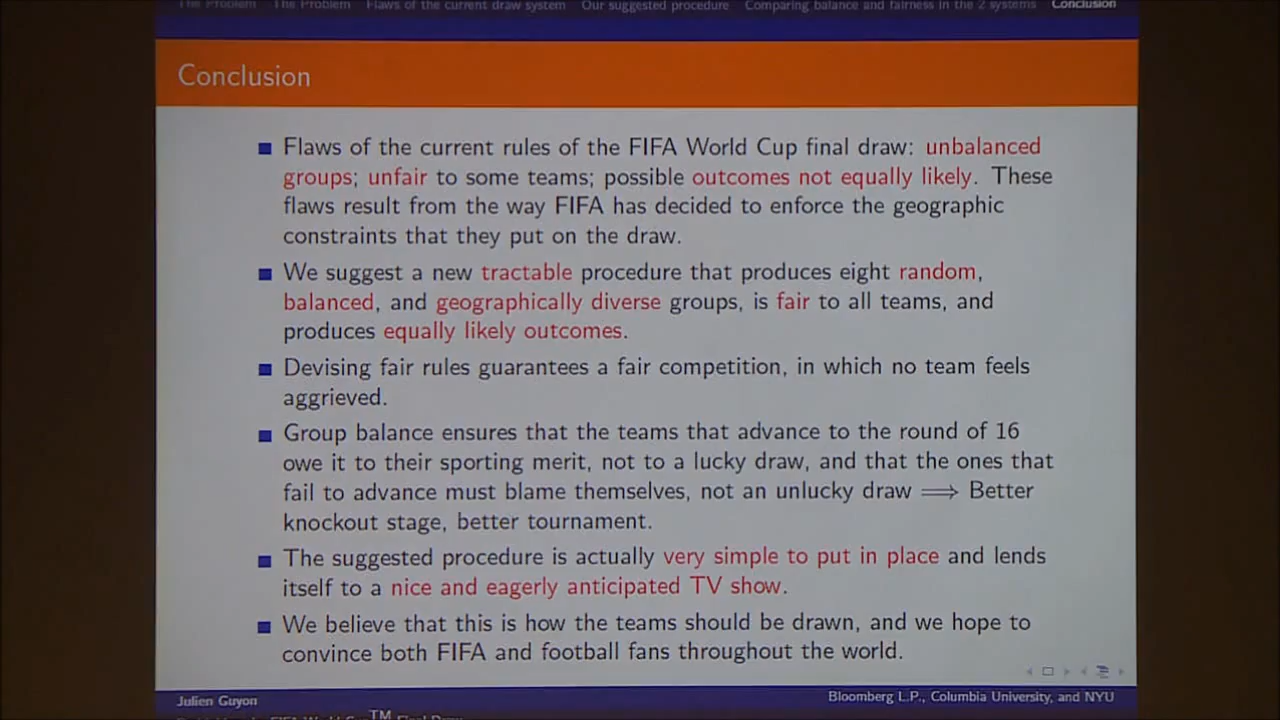 The Problem The Problem Flaws of the current draw system Our suggested procedure Comparing balance and fairness in the 2 systems Conclusion
Conclusion
Flaws of the current rules of the FIFA World Cup final draw: unbalanced
groups; unfair to some teams; possible outcomes not equally likely. These
flaws result from the way FIFA has decided to enforce the geographic
constraints that they put on the draw.
We suggest a new tractable procedure that produces eight random,
balanced, and geographically diverse groups, is fair to all teams, and
produces equally likely outcomes.
Devising fair rules guarantees a fair competition, in which no team feels
aggrieved.
Group balance ensures that the teams that advance to the round of 16
owe it to their sporting merit, not to a lucky draw, and that the ones that
fail to advance must blame themselves, not an unlucky draw ⟹ Better
knockout stage, better tournament.
The suggested procedure is actually very simple to put in place and lends
itself to a nice and eagerly anticipated TV show.
We believe that this is how the teams should be drawn, and we hope to
convince both FIFA and football fans throughout the world.
Julien Guyon Bloomberg L.P., Columbia University, and NYU
FIFA World Cup™ Final Draw